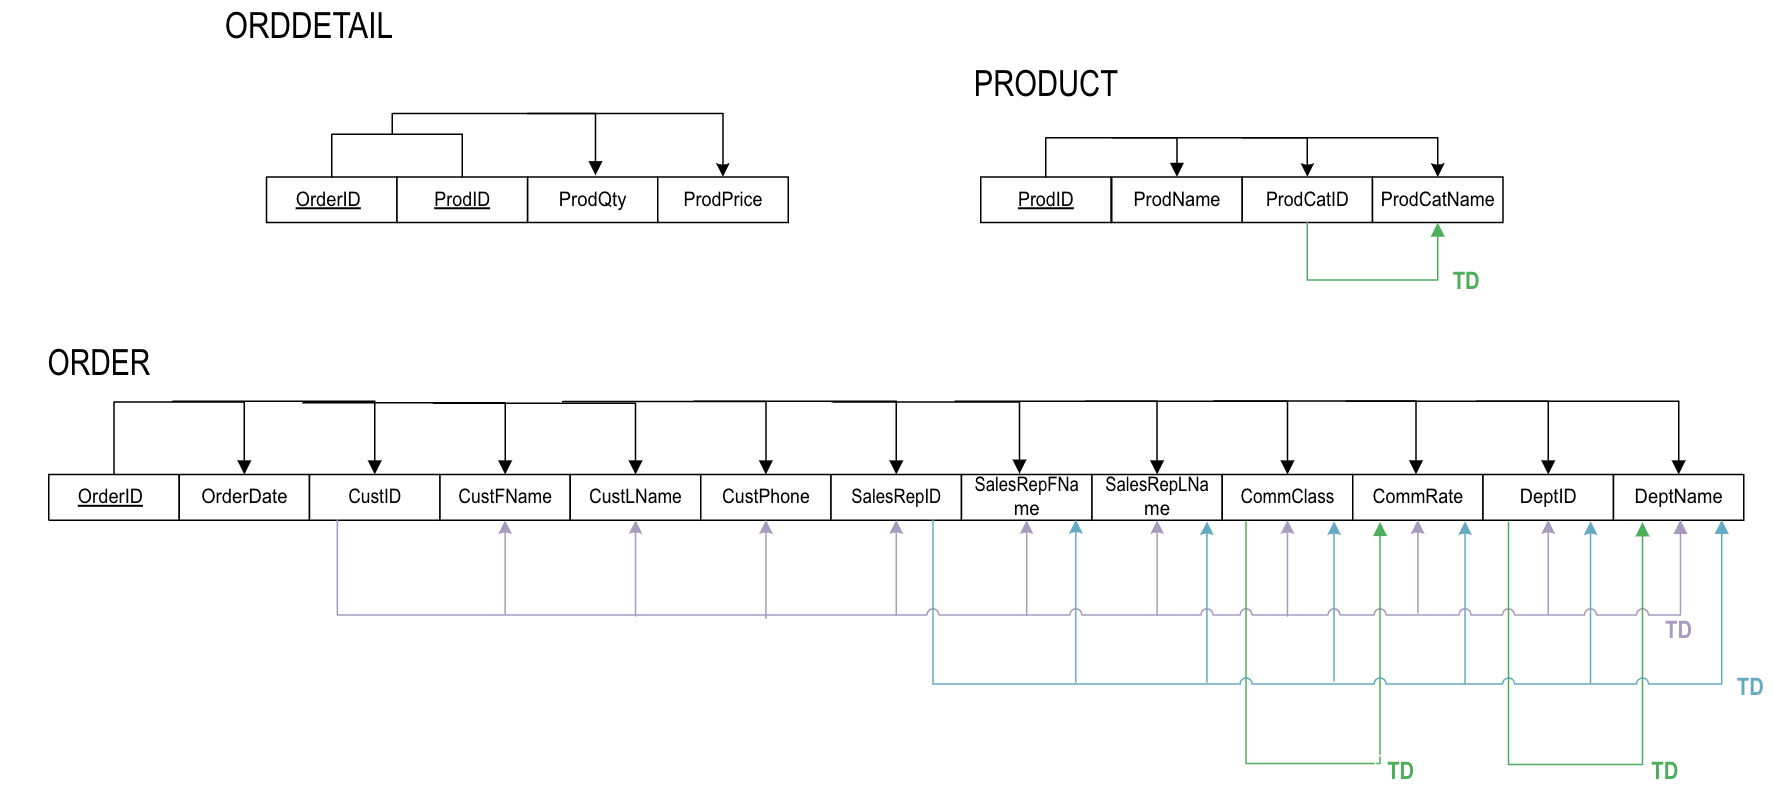 ORDDETAIL
PRODUCT
OrderID ProdID ProdQty ProdPrice
ProdID ProdName ProdCatID ProdCatName
TD
ORDER
OrderID OrderDate CustID CustFName CustLName CustPhone SalesRepID SalesRepFNa SalesRepLNa CommClass CommRate DeptID DeptName
me me
TD
TD
TD TD